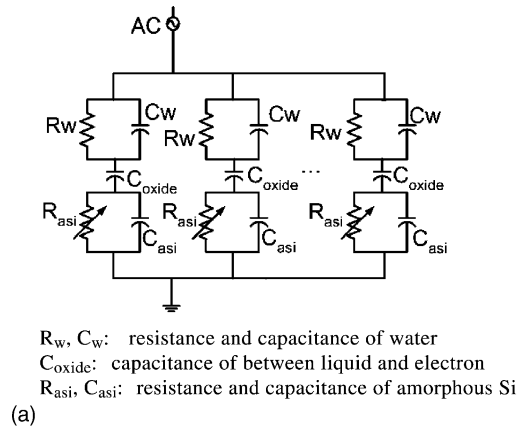 AC
Rw Cw Rw Cw Rw Cw
Coxide Coxide ... Coxide
Rasi Casi Rasi Casi Rasi Casi
Rw, Cw: resistance and capacitance of water
Coxide: capacitance of between liquid and electron
Rasi, Casi: resistance and capacitance of amorphous Si
(a)